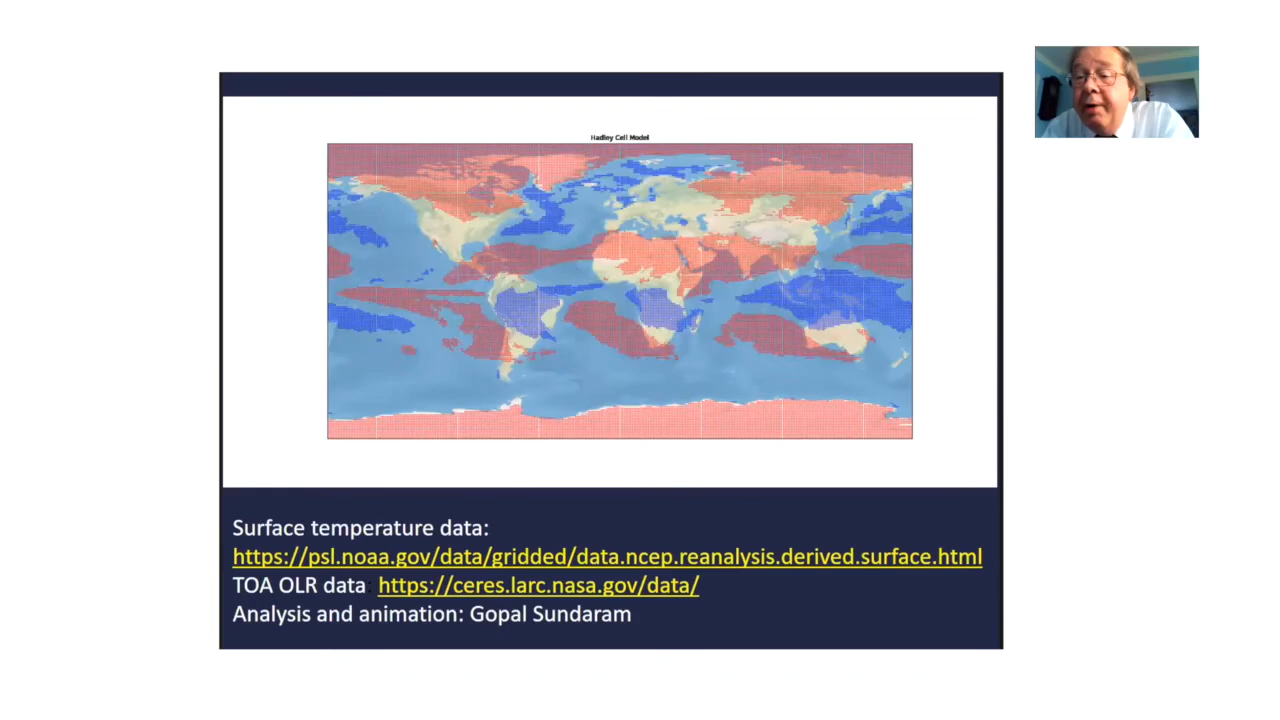 Hadley Cell Model
Surface temperature data:
https://psl.noaa.gov/data/gridded/data.ncep.reanalysis.derived.surface.html
TOA OLR data: https://ceres.larc.nasa.gov/data/
Analysis and animation: Gopal Sundaram